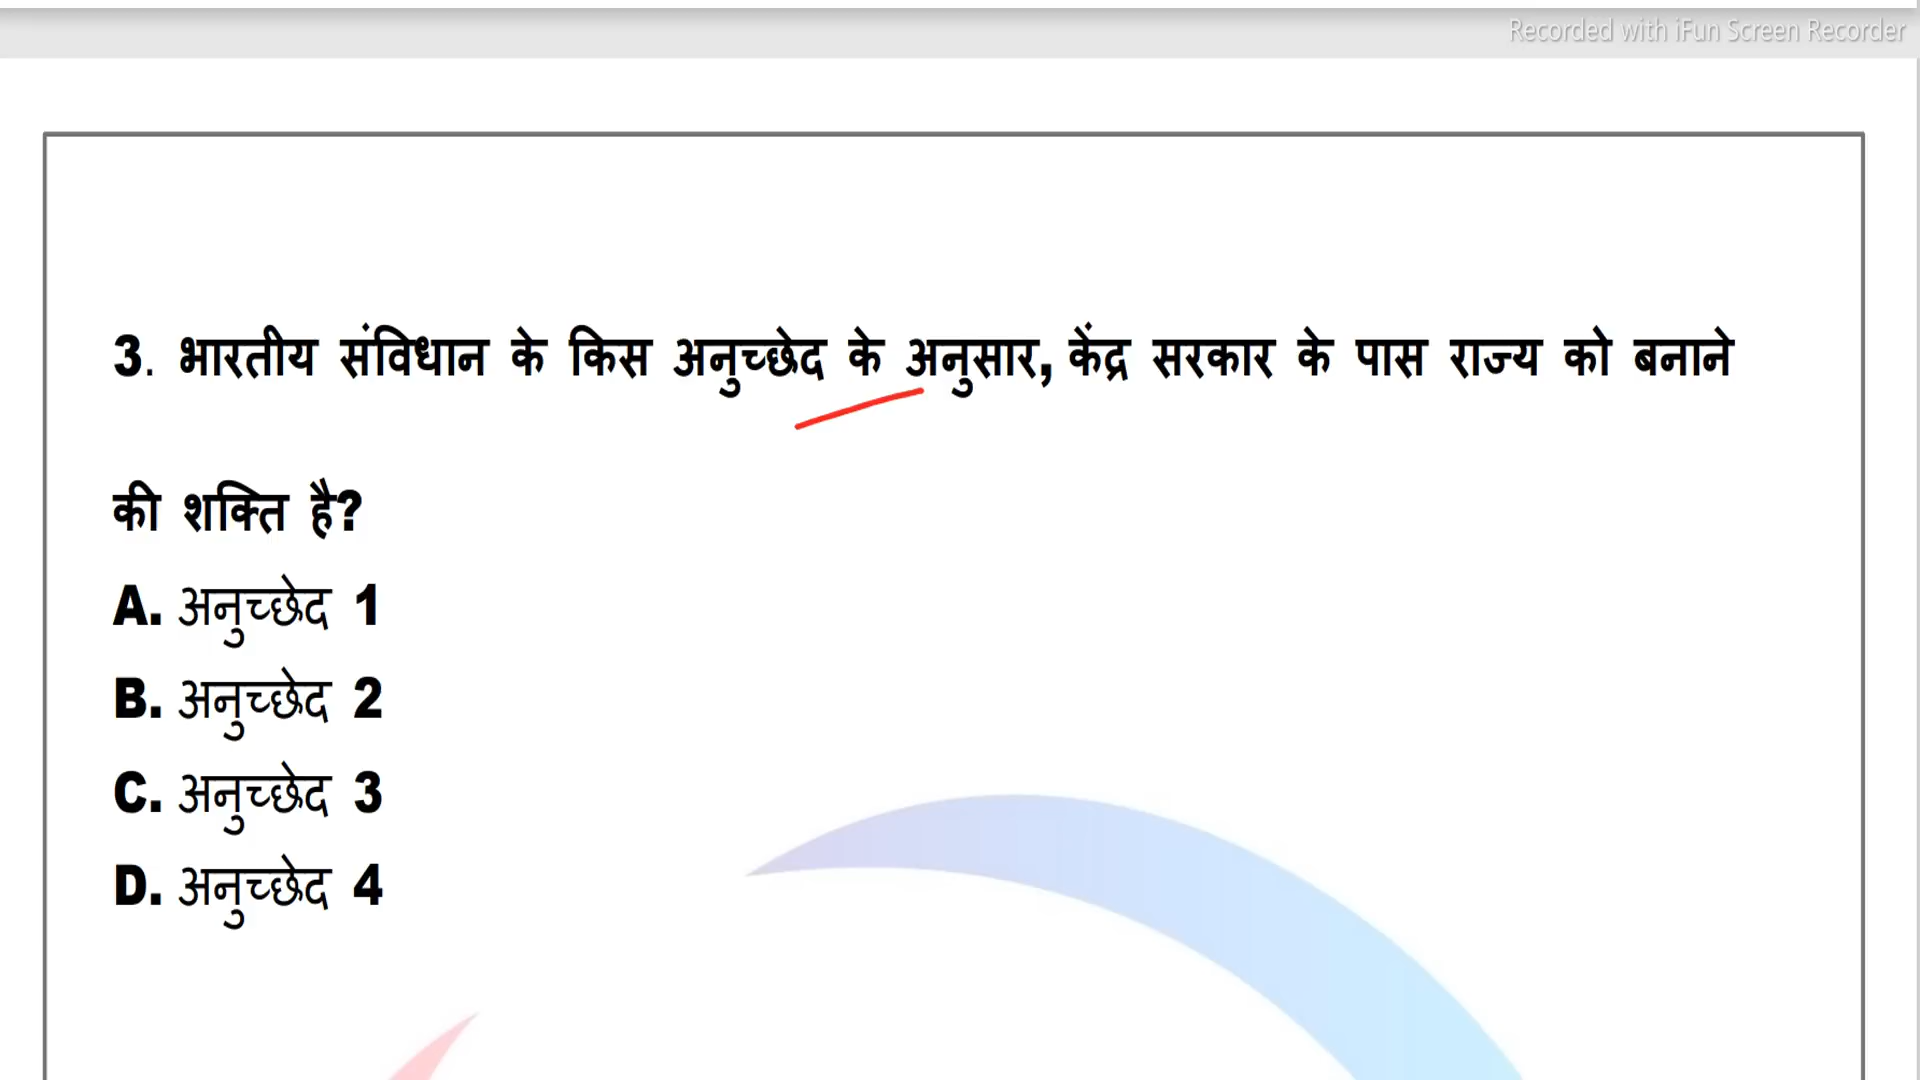 Recorded with iFun Screen Recorder
3. भारतीय संविधान के किस अनुच्छेद के अनुसार, केंद्र सरकार के पास राज्य को बनाने
की शक्ति है?
A. अनुच्छेद 1
B. अनुच्छेद 2
C. अनुच्छेद 3
D. अनुच्छेद 4